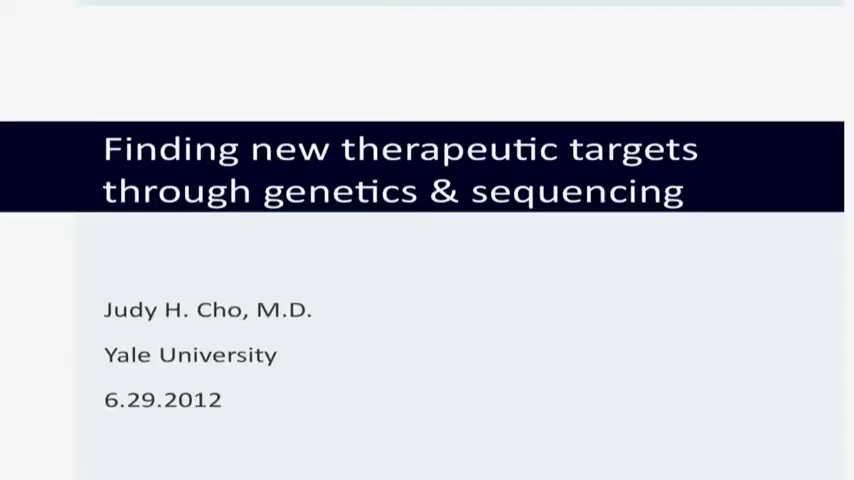 Finding new therapeutic targets
through genetics & sequencing
Judy H. Cho, M.D.
Yale University
6.29.2012